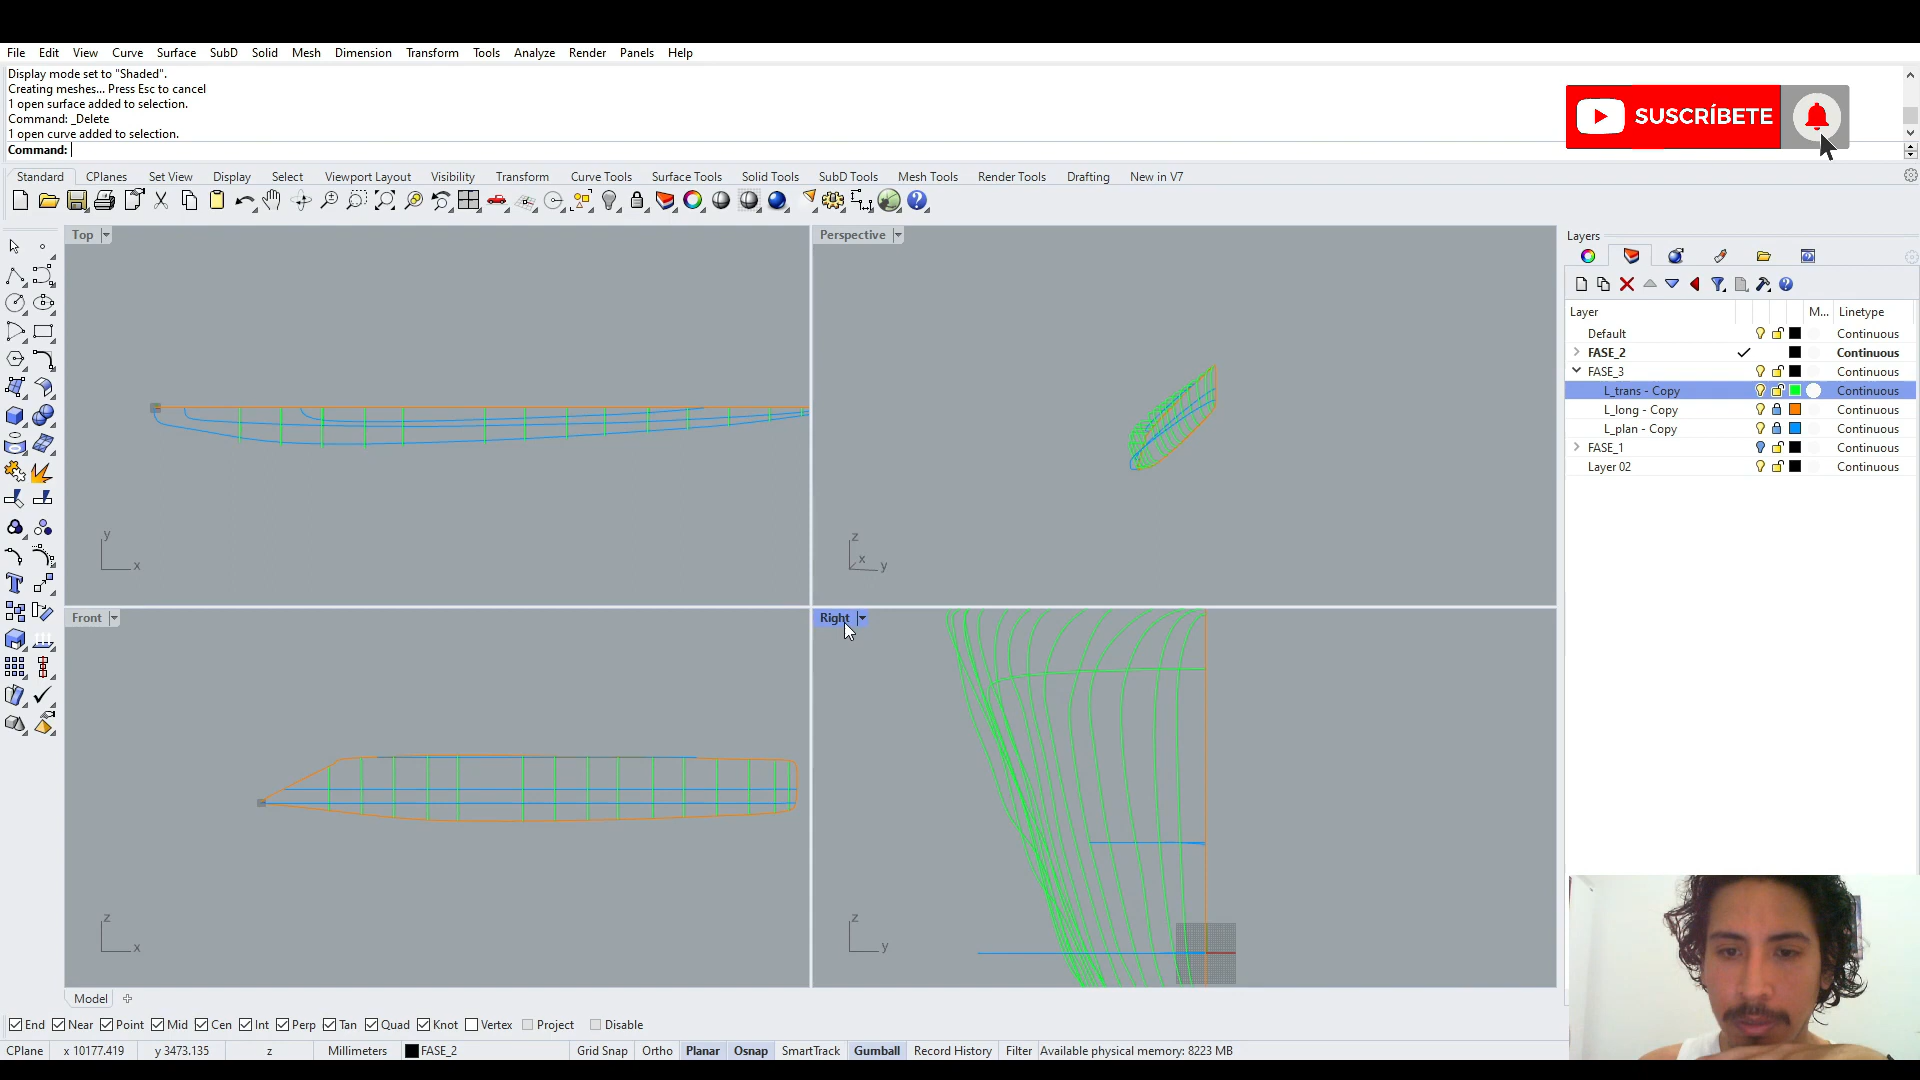 File Edit View Curve Surface SubD Solid Mesh Dimension Transform Tools Analyze Render Panels Help
Display mode set to "Shaded".
Creating meshes... Press Esc to cancel
1 open surface added to selection.
Command: _Delete
1 open curve added to selection.
Command:
SUSCRÍBETE
Standard CPlanes Set View Display Select Viewport Layout Visibility Transform Curve Tools Surface Tools Solid Tools SubD Tools Mesh Tools Render Tools Drafting New in V7
Top
Perspective
Layers
Layer M... Linetype
Default Continuous
FASE_2 Continuous
FASE_3 Continuous
L_trans - Copy Continuous
L_long - Copy Continuous
L_plan - Copy Continuous
FASE_1 Continuous
Layer 02 Continuous
y
x
z
x
y
Front
Right
z
x
z
y
Model
End Near Point Mid Cen Int Perp Tan Quad Knot Vertex Project Disable
CPlane x 10177.419 y 3473.135 z Millimeters FASE_2 Grid Snap Ortho Planar Osnap SmartTrack Gumball Record History Filter Available physical memory: 8223 MB